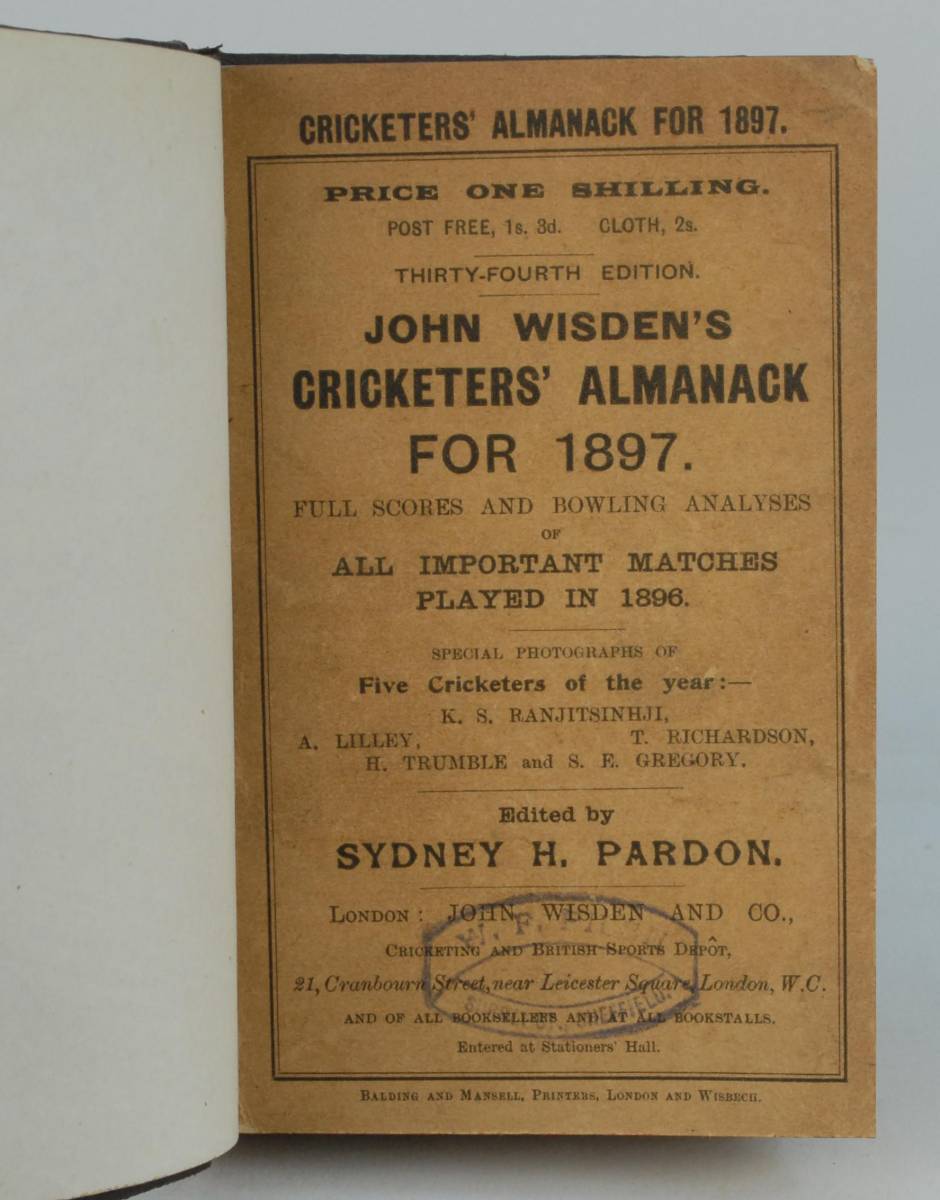 CRICKETERS' ALMANACK FOR 1897.
PRICE ONE SHILLING.
POST FREE, 1s. 3d. CLOTH, 2s.
THIRTY-FOURTH EDITION.
JOHN WISDEN'S
CRICKETERS' ALMANACK
FOR 1897.
FULL SCORES AND BOWLING ANALYSES
OF
ALL IMPORTANT MATCHES
PLAYED IN 1896.
SPECIAL PHOTOGRAPHS OF
Five Cricketers of the year:—
K. S. RANJITSINHJI,
A. LILLEY, T. RICHARDSON,
H. TRUMBLE and S. E. GREGORY.
Edited by
SYDNEY H. PARDON.
LONDON: JOHN WISDEN AND CO.,
CRICKETING AND BRITISH SPORTS DEPÔT,
21, Cranbourn Street, near Leicester Square, London, W.C.
AND OF ALL BOOKSELLERS AND AT ALL BOOKSTALLS.
Entered at Stationers' Hall.
BALDING AND MANSELL, PRINTERS, LONDON AND WISBECH.
W. F.
SHEFFIELD.